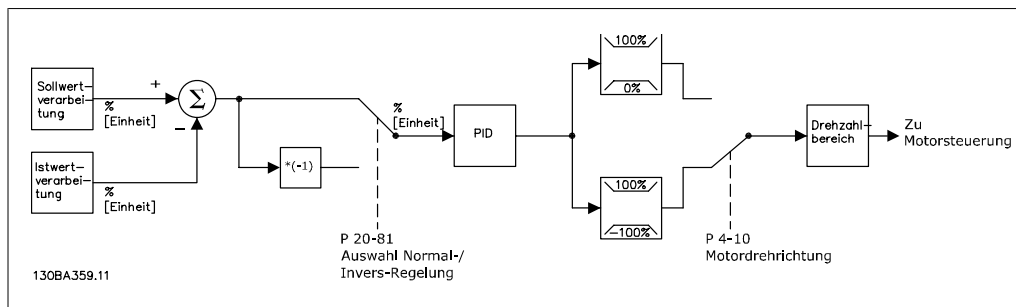 Sollwert-
verarbei-
tung
+
%
[Einheit]
Σ
−
Istwert-
verarbei-
tung
%
[Einheit]
*(-1)
P 20-81
Auswahl Normal-/
Invers-Regelung
%
[Einheit]
PID
100%
0%
100%
-100%
P 4-10
Motordrehrichtung
Drehzahl-
bereich
Zu
Motorsteuerung
130BA359.11